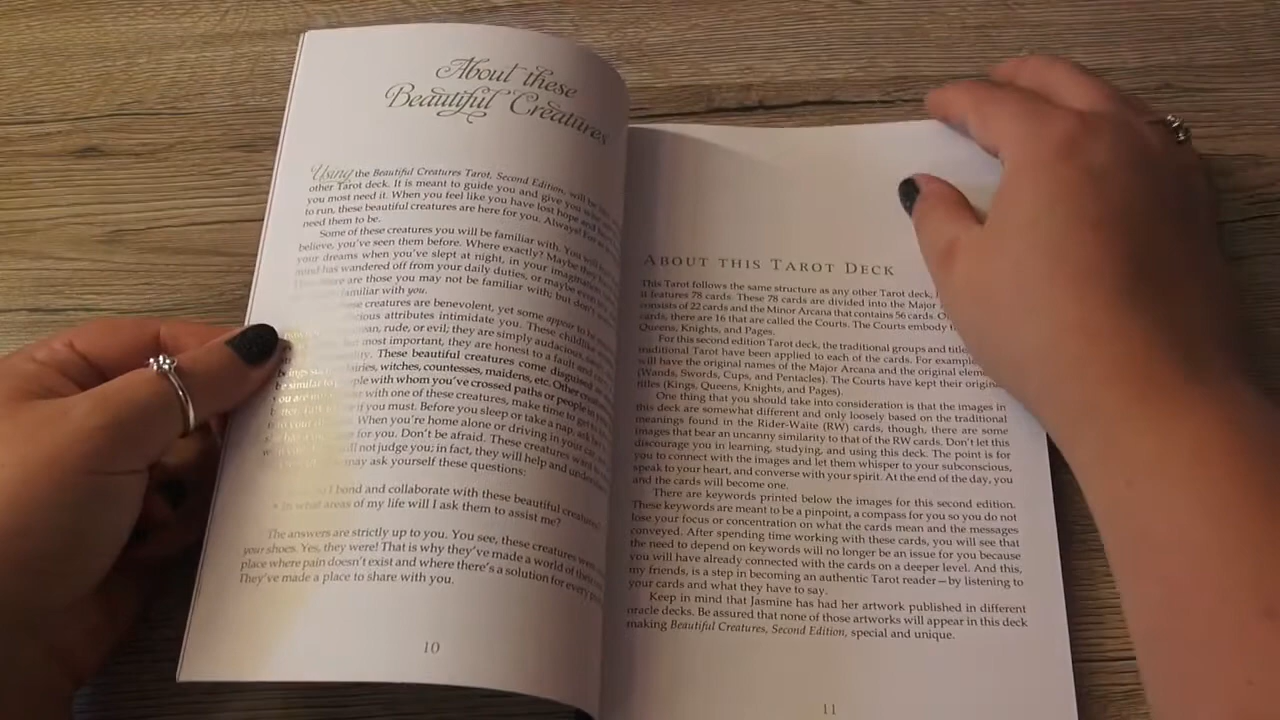 About these
Beautiful Creatures
Using the Beautiful Creatures Tarot, Second Edition, will be
other Tarot deck. It is meant to guide you and give you
you most need it. When you feel like you have lost hope and
to run, these beautiful creatures are here for you. Always!
need them to be.
Some of these creatures you will be familiar with. You will
believe, you've seen them before. Where exactly? Maybe they
your dreams when you've slept at night, in your imagination
mind has wandered off from your daily duties, or maybe
are those you may not be familiar with; but don't
familiar with you.
creatures are benevolent, yet some appear to be
attributes intimidate you. These childlike
rude, or evil; they are simply audacious,
most important, they are honest to a fault and
These beautiful creatures come disguised
witches, countesses, maidens, etc. Other
be similar to people with whom you've crossed paths or people in
you are with one of these creatures, make time to get
if you must. Before you sleep or take a nap, ask
When you're home alone or driving in your car,
for you. Don't be afraid. These creatures want
not judge you; in fact, they will help and
may ask yourself these questions:
I bond and collaborate with these beautiful creatures?
• In what areas of my life will I ask them to assist me?
The answers are strictly up to you. You see, these creatures were
your shoes. Yes, they were! That is why they've made a world of their
place where pain doesn't exist and where there's a solution for every
They've made a place to share with you.
10
ABOUT THIS TAROT DECK
This Tarot follows the same structure as any other Tarot deck,
it features 78 cards. These 78 cards are divided into the Major
consists of 22 cards and the Minor Arcana that contains 56 cards.
cards, there are 16 that are called the Courts. The Courts embody
Queens, Knights, and Pages.
For this second edition Tarot deck, the traditional groups and
traditional Tarot have been applied to each of the cards. For example,
will have the original names of the Major Arcana and the original
(Wands, Swords, Cups, and Pentacles). The Courts have kept their original
titles (Kings, Queens, Knights, and Pages).
One thing that you should take into consideration is that the images in
this deck are somewhat different and only loosely based on the traditional
meanings found in the Rider-Waite (RW) cards, though, there are some
images that bear an uncanny similarity to that of the RW cards. Don't let this
discourage you in learning, studying, and using this deck. The point is for
you to connect with the images and let them whisper to your subconscious,
speak to your heart, and converse with your spirit. At the end of the day, you
and the cards will become one.
There are keywords printed below the images for this second edition.
These keywords are meant to be a pinpoint, a compass for you so you do not
lose your focus or concentration on what the cards mean and the messages
conveyed. After spending time working with these cards, you will see that
the need to depend on keywords will no longer be an issue for you because
you will have already connected with the cards on a deeper level. And this,
my friends, is a step in becoming an authentic Tarot reader—by listening to
your cards and what they have to say.
Keep in mind that Jasmine has had her artwork published in different
oracle decks. Be assured that none of those artworks will appear in this deck
making Beautiful Creatures, Second Edition, special and unique.
11